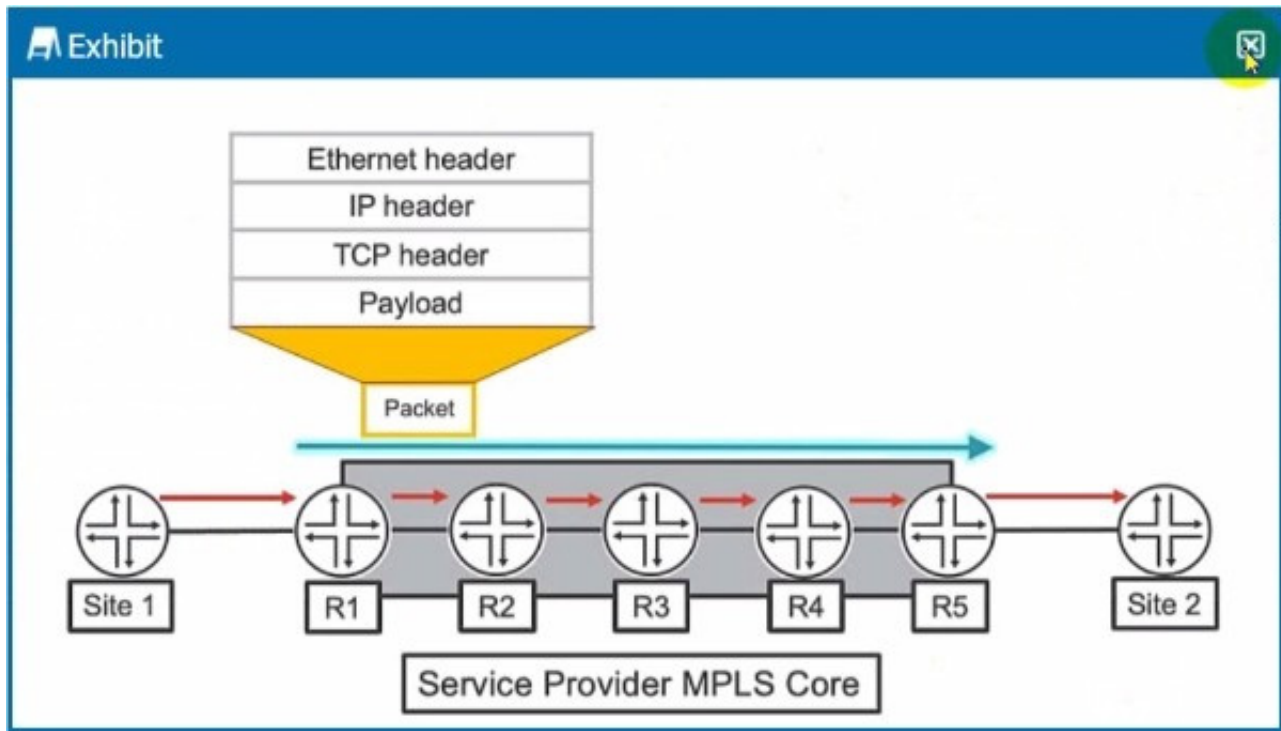 Exhibit
Ethernet header
IP header
TCP header
Payload
Packet
Site 1
R1
R2
R3
R4
R5
Site 2
Service Provider MPLS Core